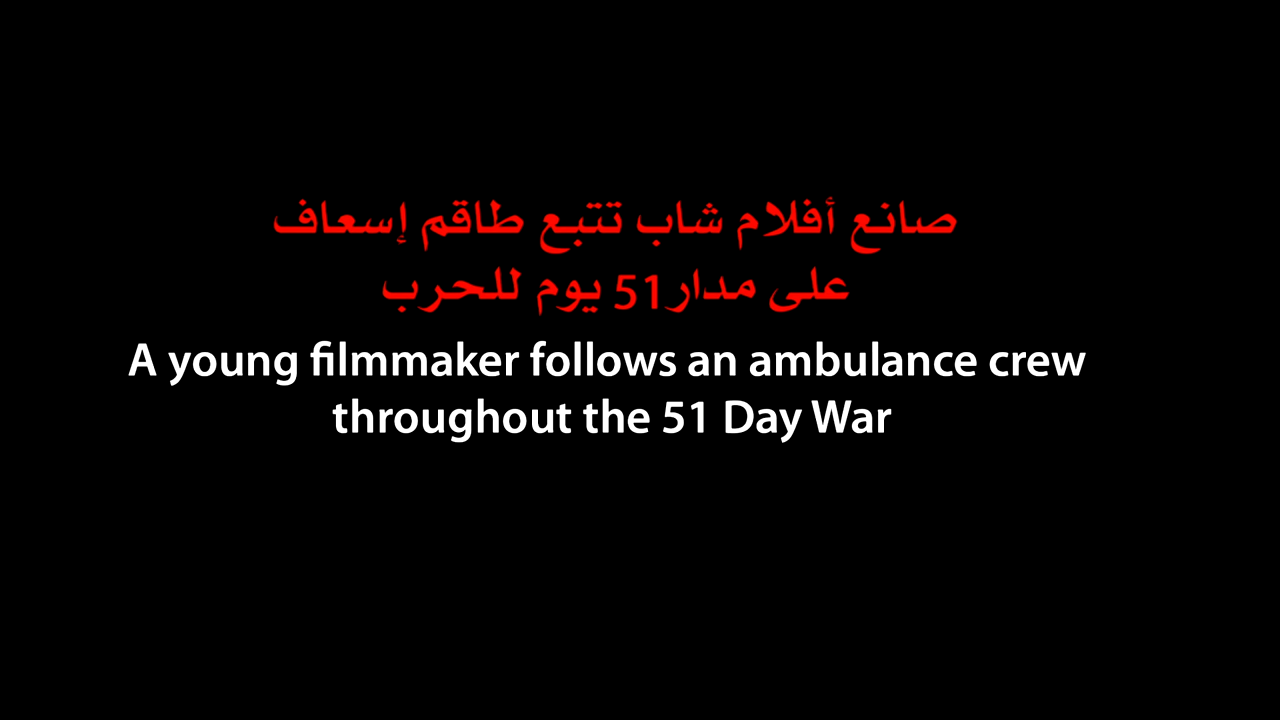 صانع أفلام شاب تتبع طاقم إسعاف
على مدار51 يوم للحرب
A young filmmaker follows an ambulance crew
throughout the 51 Day War